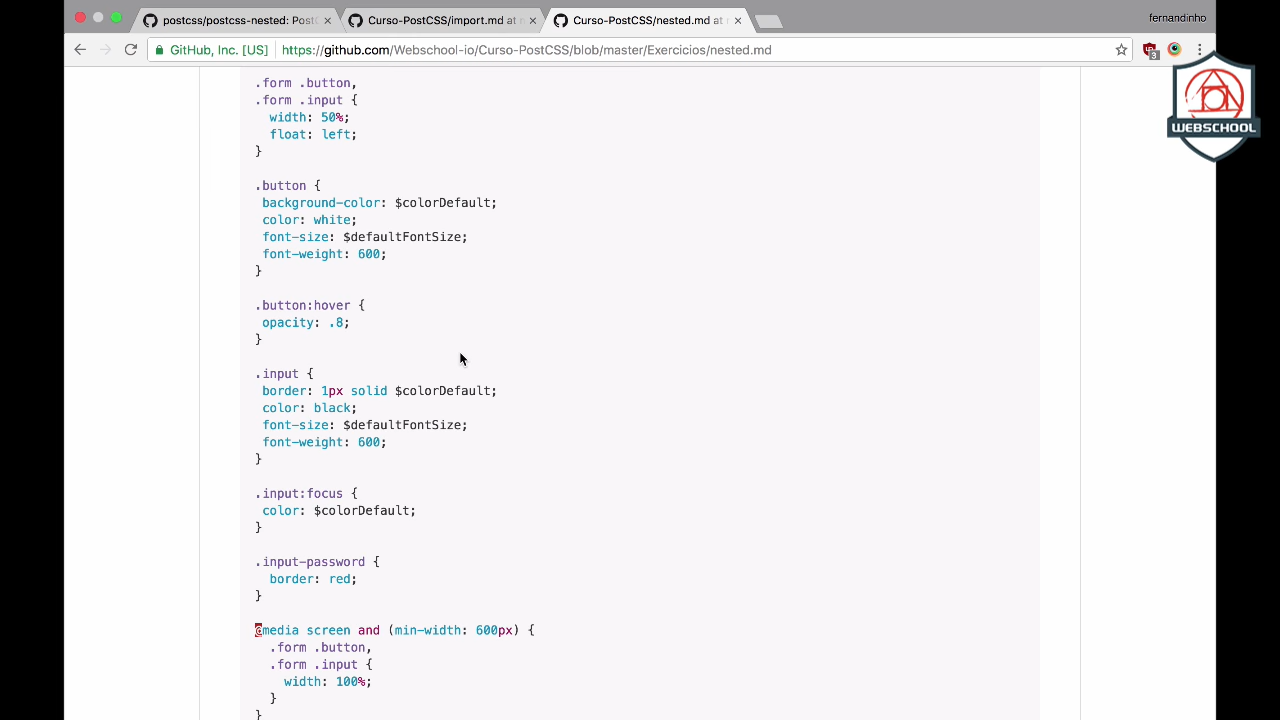 postcss/postcss-nested: PostC
Curso-PostCSS/import.md at m
Curso-PostCSS/nested.md at m
fernandinho
GitHub, Inc. [US]
https://github.com/Webschool-io/Curso-PostCSS/blob/master/Exercicios/nested.md
3
WEBSCHOOL
.form .button,
.form .input {
width: 50%;
float: left;
}
.button {
background-color: $colorDefault;
color: white;
font-size: $defaultFontSize;
font-weight: 600;
}
.button:hover {
opacity: .8;
}
.input {
border: 1px solid $colorDefault;
color: black;
font-size: $defaultFontSize;
font-weight: 600;
}
.input:focus {
color: $colorDefault;
}
.input-password {
border: red;
}
@media screen and (min-width: 600px) {
.form .button,
.form .input {
width: 100%;
}
}